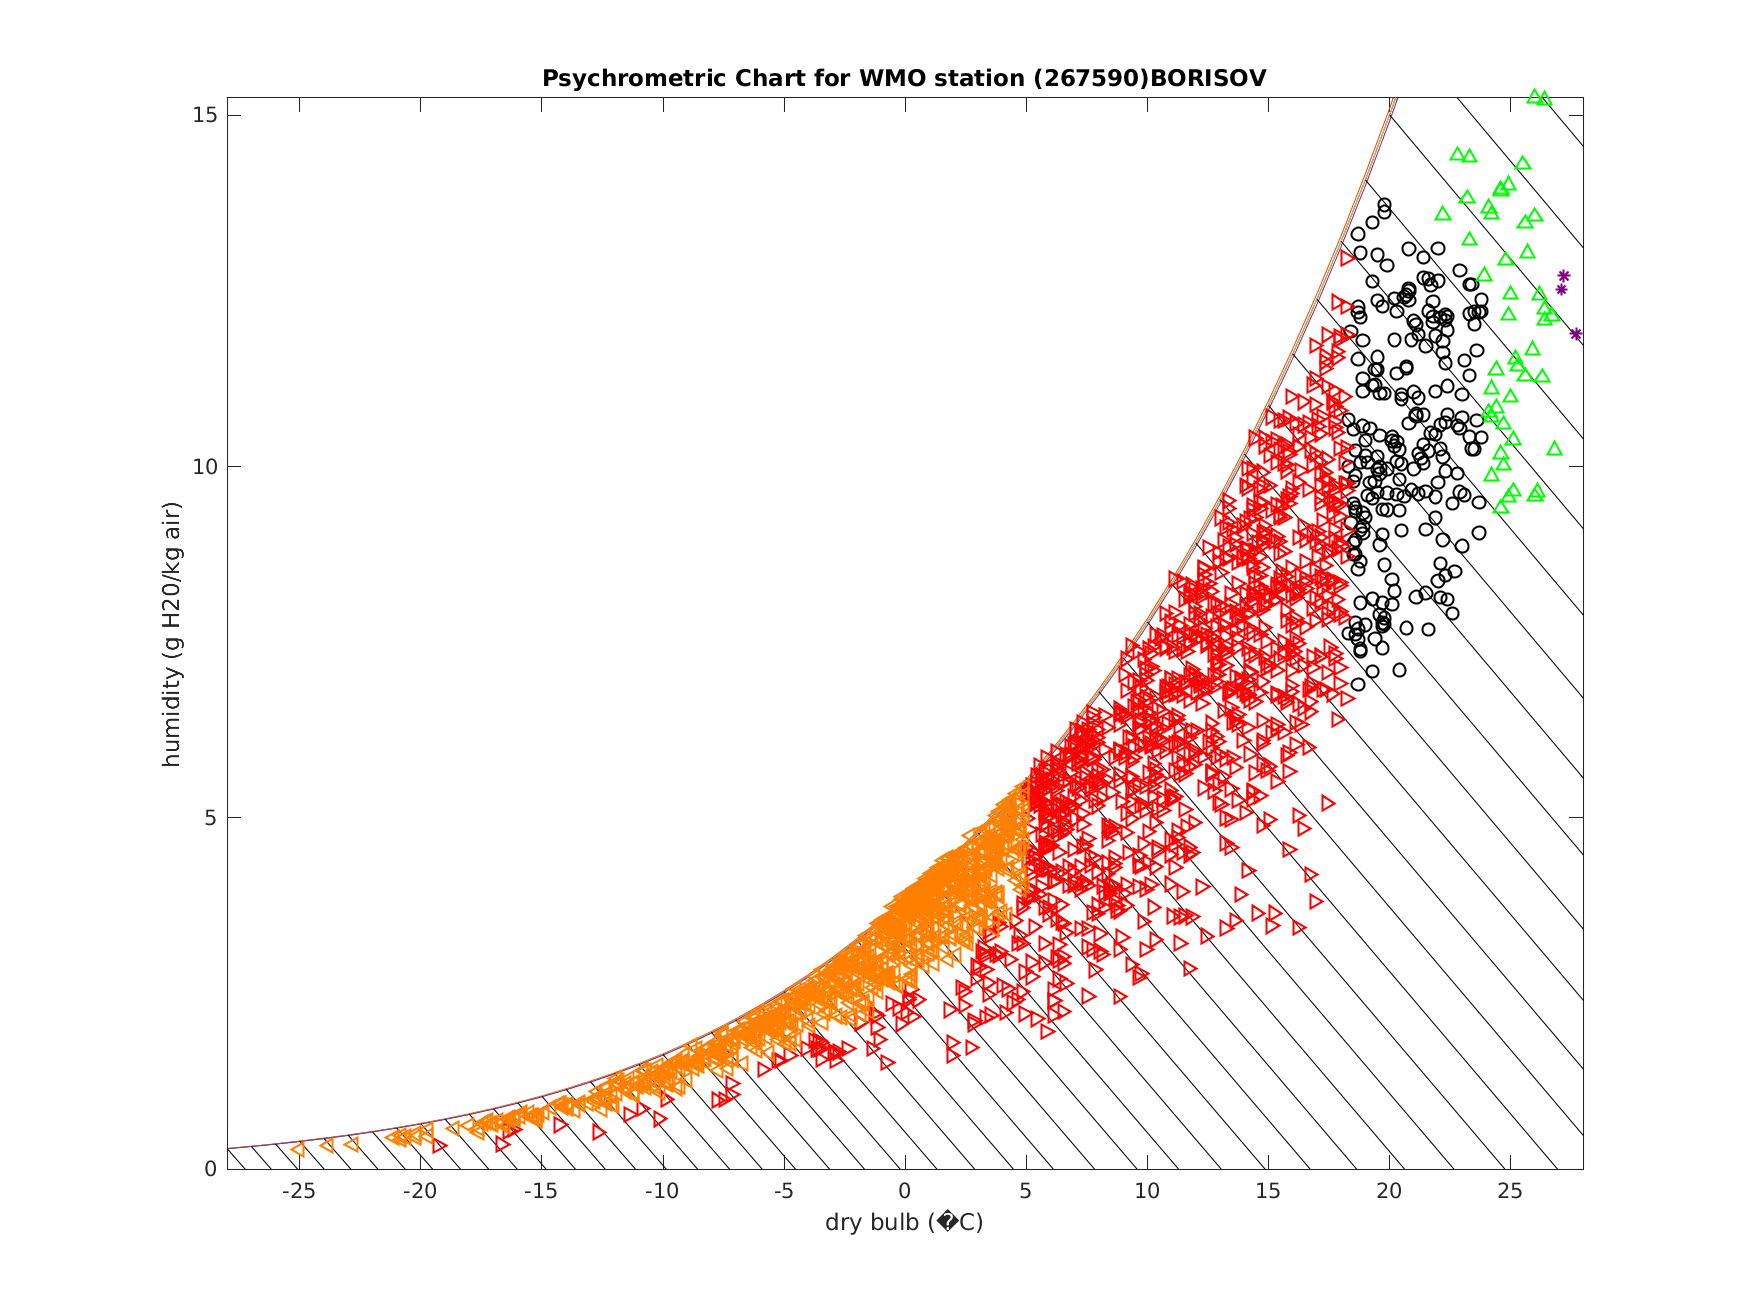 Psychrometric Chart for WMO station (267590)BORISOV
15
10
5
0
humidity (g H20/kg air)
-25 -20 -15 -10 -5 0 5 10 15 20 25
dry bulb (�C)